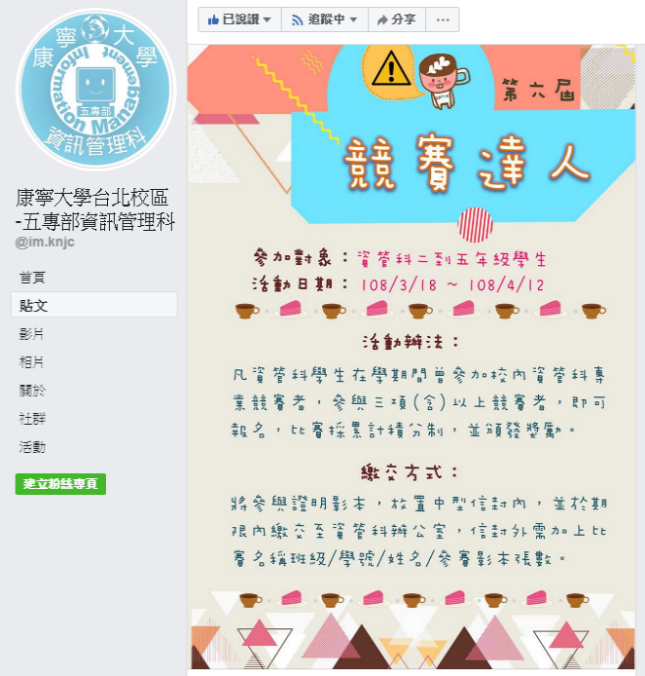 康寧大學
Information Management
五專部
資訊管理科
康寧大學台北校區
-五專部資訊管理科
@im.knjc
首頁
貼文
影片
相片
關於
社群
活動
建立粉絲專頁
已說讚
追蹤中
分享
第六屆
競賽達人
參加對象：資管科二到五年級學生
活動日期：108/3/18 ~ 108/4/12
活動辦法：
凡資管科學生在學期間曾參加校內資管科專
業競賽者，參與三項(含)以上競賽者，即可
報名，比賽採累計積分制，並頒發獎勵。
繳交方式：
將參與證明影本，放置中型信封內，並於期
限內繳交至資管科辦公室，信封外需加上比
賽名稱班級/學號/姓名/參賽影本張數。